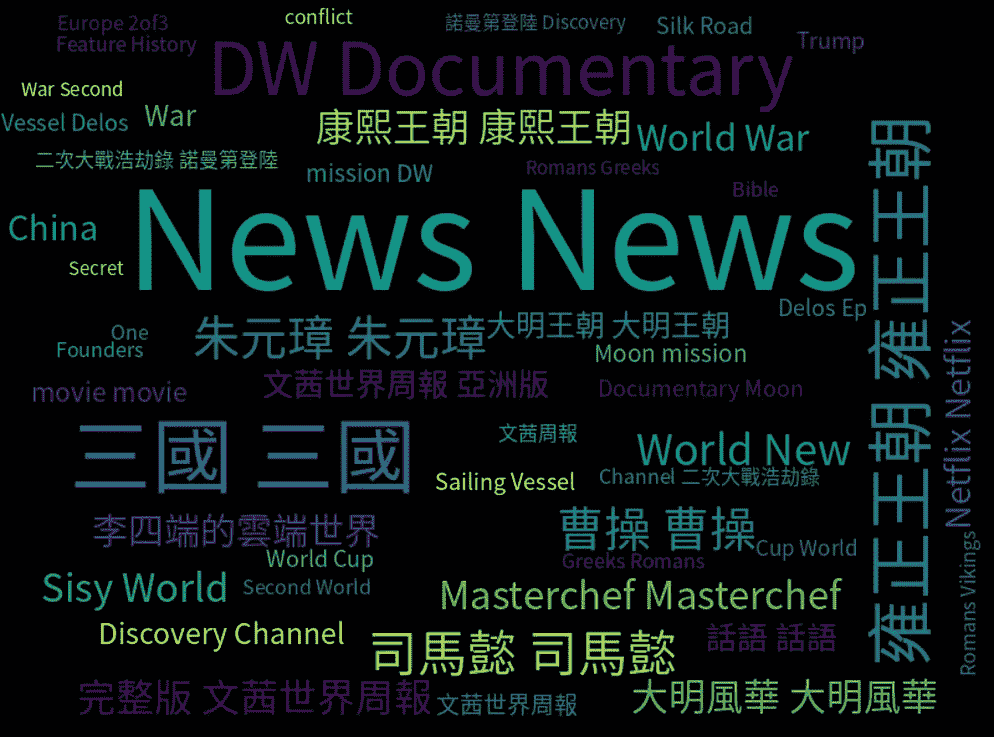 Europe 2of3
Feature History
conflict
諾曼第登陸 Discovery
Silk Road
Trump
DW Documentary
War Second
Vessel Delos
War
康熙王朝 康熙王朝
World War
二次大戰浩劫錄 諾曼第登陸
mission DW
Romans Greeks
Bible
News News
China
Secret
雍正王朝 雍正王朝
Delos Ep
One
Founders
朱元璋 朱元璋
大明王朝 大明王朝
Moon mission
movie movie
文茜世界周報 亞洲版
Documentary Moon
Netflix Netflix
三國 三國
文茜周報
World New
Sailing Vessel
Channel 二次大戰浩劫錄
李四端的雲端世界
曹操 曹操
Cup World
World Cup
Greeks Romans
Sisy World
Second World
Masterchef Masterchef
Romans Vikings
Discovery Channel
司馬懿 司馬懿
話語 話語
完整版 文茜世界周報
文茜世界周報
大明風華 大明風華